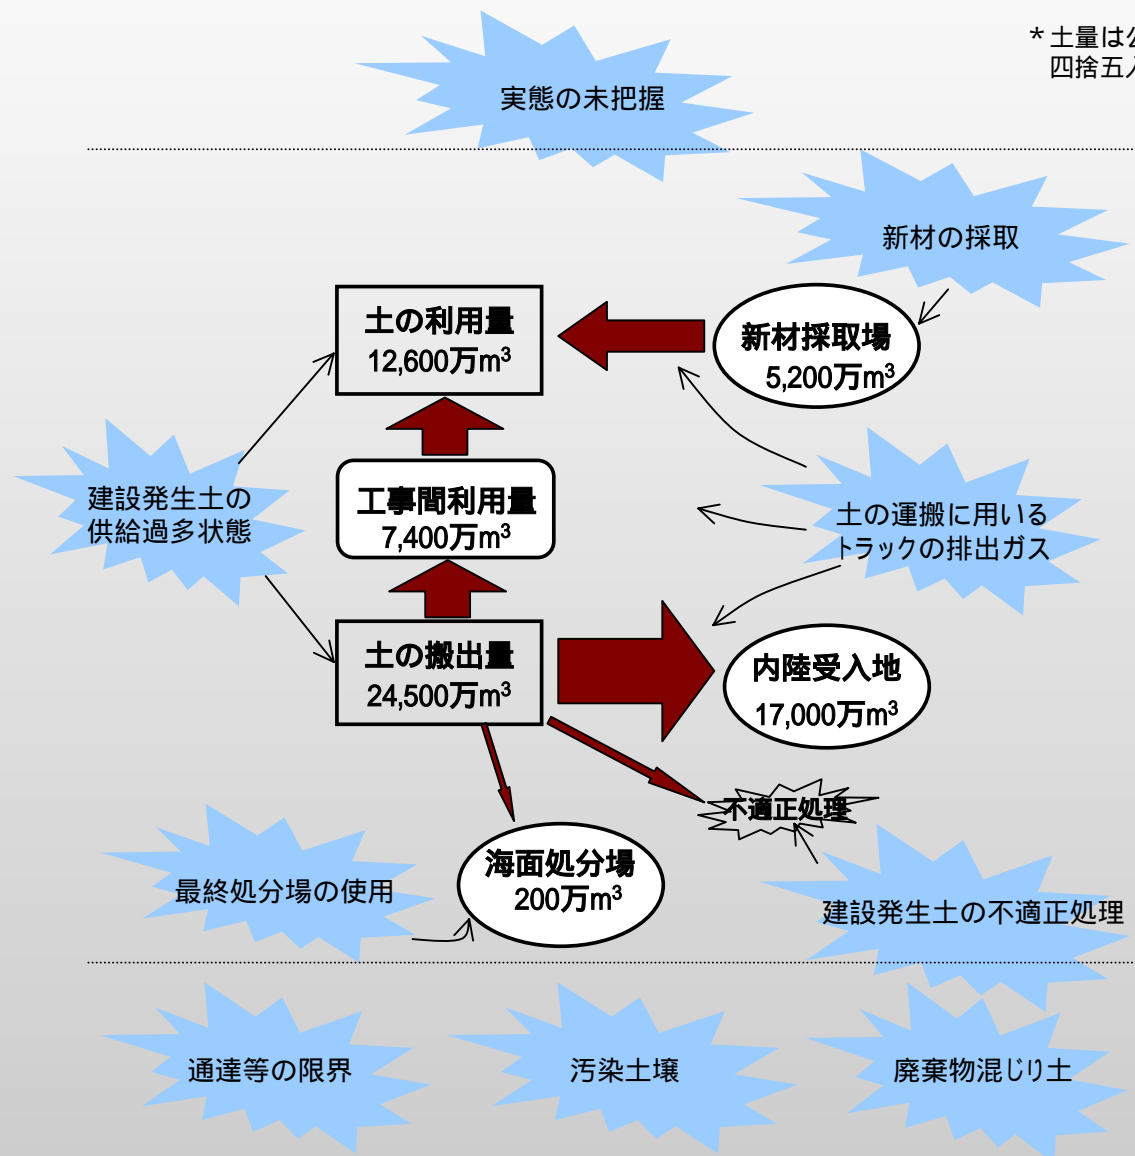 *土量は公
四捨五入
実態の未把握
新材の採取
土の利用量
12,600万m³
新材採取場
5,200万m³
建設発生土の
供給過多状態
工事間利用量
7,400万m³
土の運搬に用いる
トラックの排出ガス
土の搬出量
24,500万m³
内陸受入地
17,000万m³
不適正処理
海面処分場
200万m³
最終処分場の使用
建設発生土の不適正処理
通達等の限界
汚染土壌
廃棄物混じり土